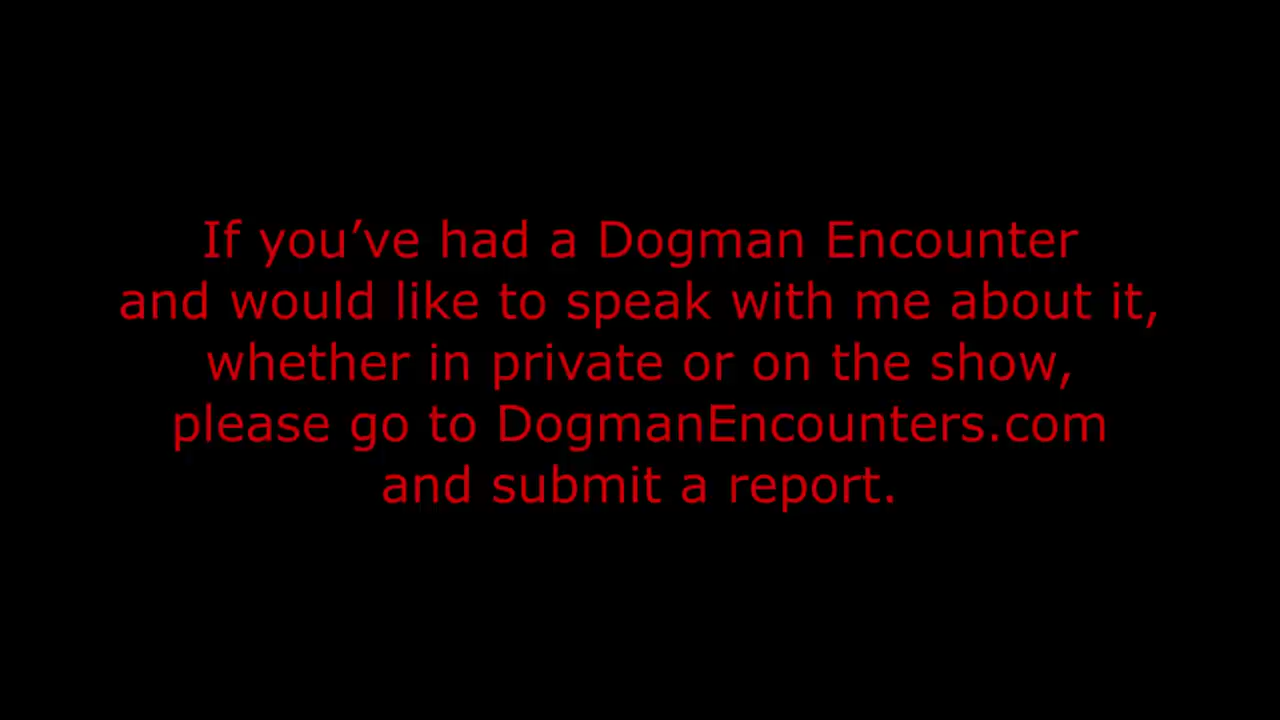 If you’ve had a Dogman Encounter
and would like to speak with me about it,
whether in private or on the show,
please go to DogmanEncounters.com
and submit a report.